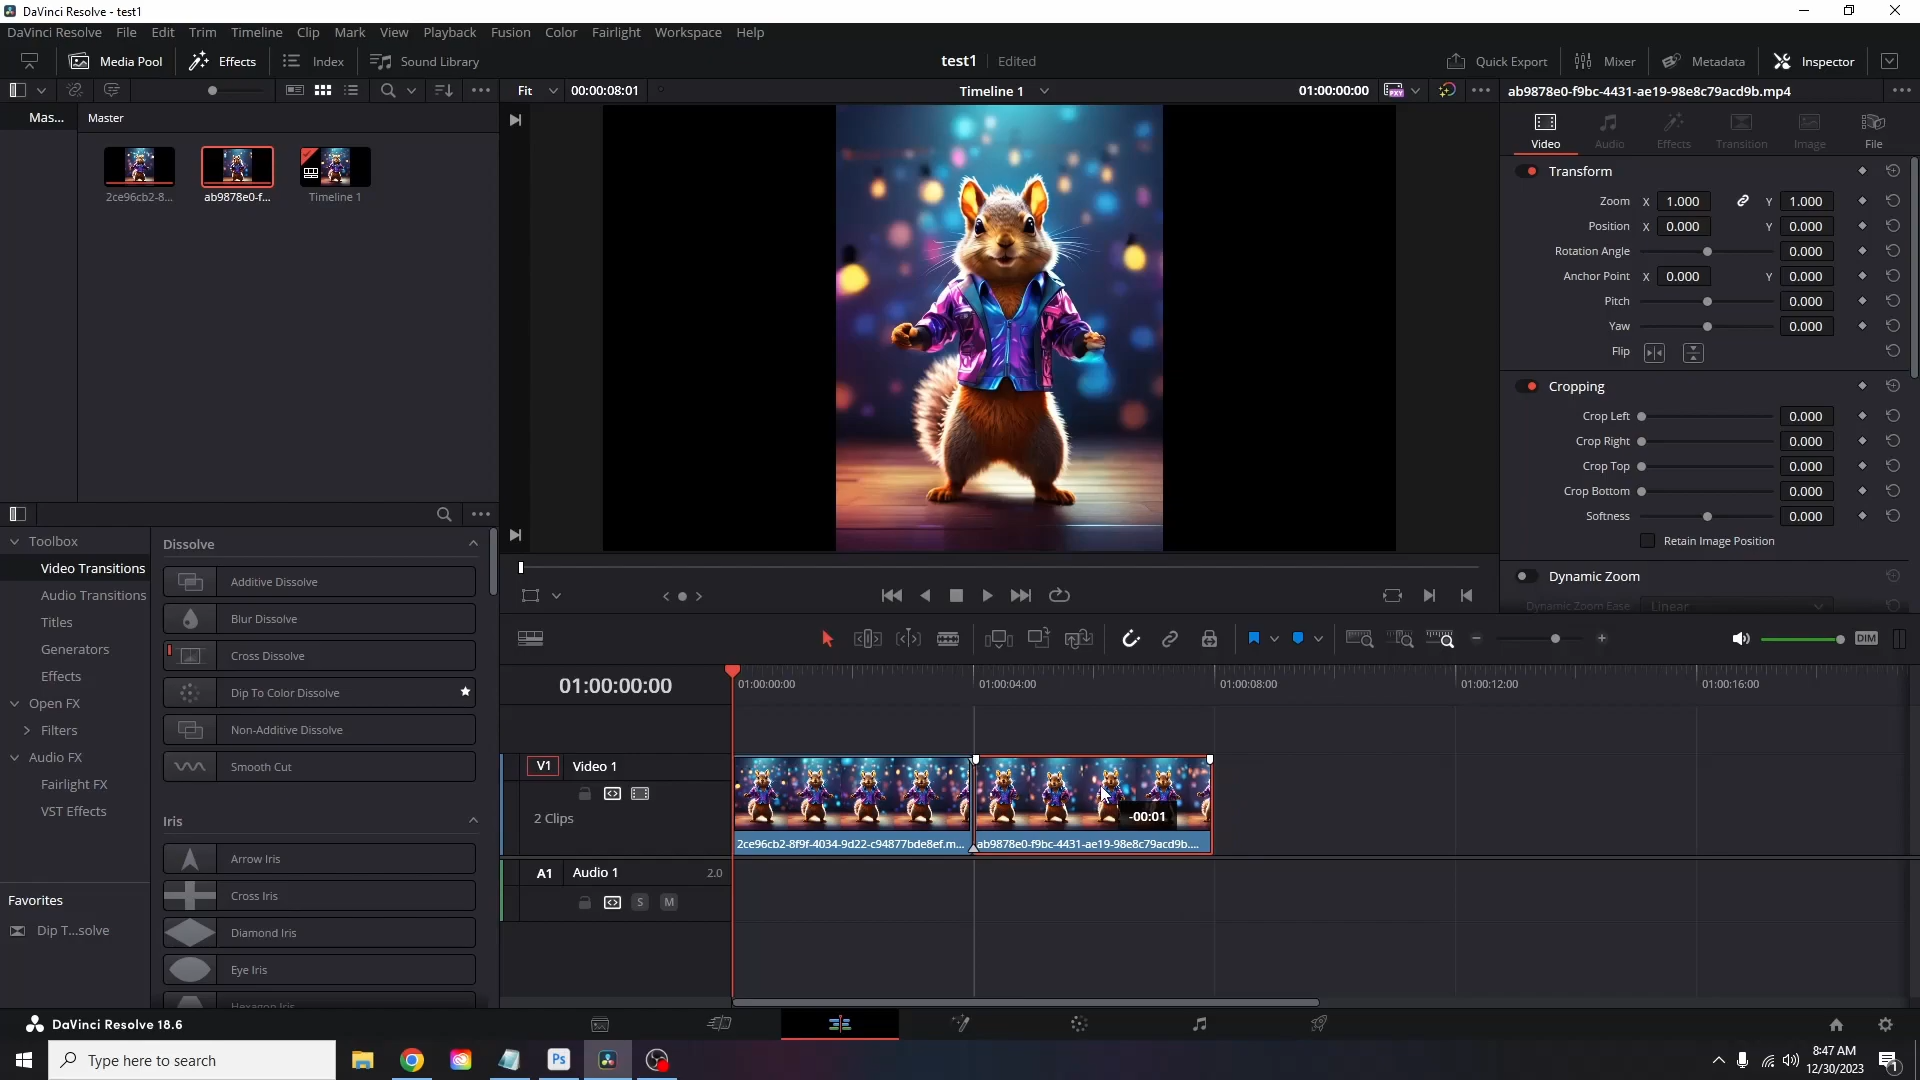 DaVinci Resolve - test1
DaVinci Resolve File Edit Trim Timeline Clip Mark View Playback Fusion Color Fairlight Workspace Help
Media Pool Effects Index Sound Library test1 Edited Quick Export Mixer Metadata Inspector
Fit 00:00:08:01 Timeline 1 01:00:00:00 ab9878e0-f9bc-4431-ae19-98e8c79acd9b.mp4
Mas... Master
2ce96cb2-8... ab9878e0-f... Timeline 1
Video Audio Effects Transition Image File
Transform
Zoom X 1.000 Y 1.000
Position X 0.000 Y 0.000
Rotation Angle 0.000
Anchor Point X 0.000 Y 0.000
Pitch 0.000
Yaw 0.000
Flip
Cropping
Crop Left 0.000
Crop Right 0.000
Crop Top 0.000
Crop Bottom 0.000
Softness 0.000
Retain Image Position
Dynamic Zoom
Dynamic Zoom Ease Linear
Toolbox
Video Transitions
Audio Transitions
Titles
Generators
Effects
Open FX
Filters
Audio FX
Fairlight FX
VST Effects
Favorites
Dip T...solve
Dissolve
Additive Dissolve
Blur Dissolve
Cross Dissolve
Dip To Color Dissolve
Non-Additive Dissolve
Smooth Cut
Iris
Arrow Iris
Cross Iris
Diamond Iris
Eye Iris
Hexagon Iris
DIM
01:00:00:00 01:00:00:00 01:00:04:00 01:00:08:00 01:00:12:00 01:00:16:00
V1 Video 1
2 Clips
-00:01
2ce96cb2-8f9f-4034-9d22-c94877bde8ef.m... ab9878e0-f9bc-4431-ae19-98e8c79acd9b....
A1 Audio 1 2.0
S M
DaVinci Resolve 18.6
Type here to search
Ps
8:47 AM
12/30/2023
1